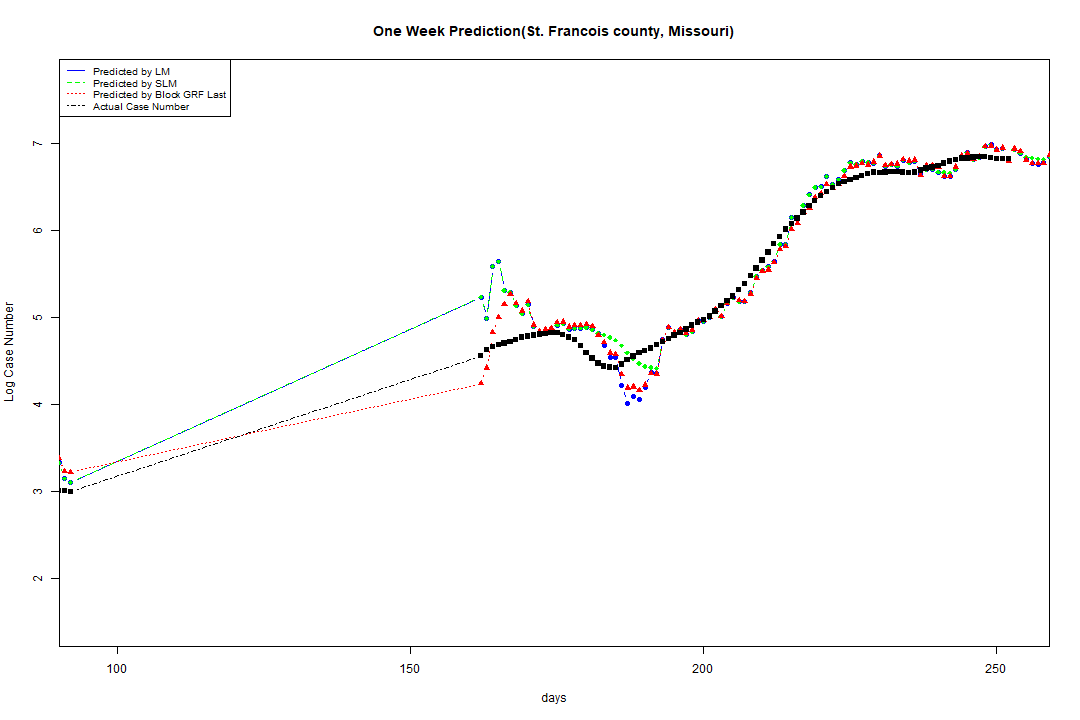 One Week Prediction(St. Francois county, Missouri)
Predicted by LM
Predicted by SLM
Predicted by Block GRF Last
Actual Case Number
7
6
5
4
3
2
Log Case Number
100
150
200
250
days